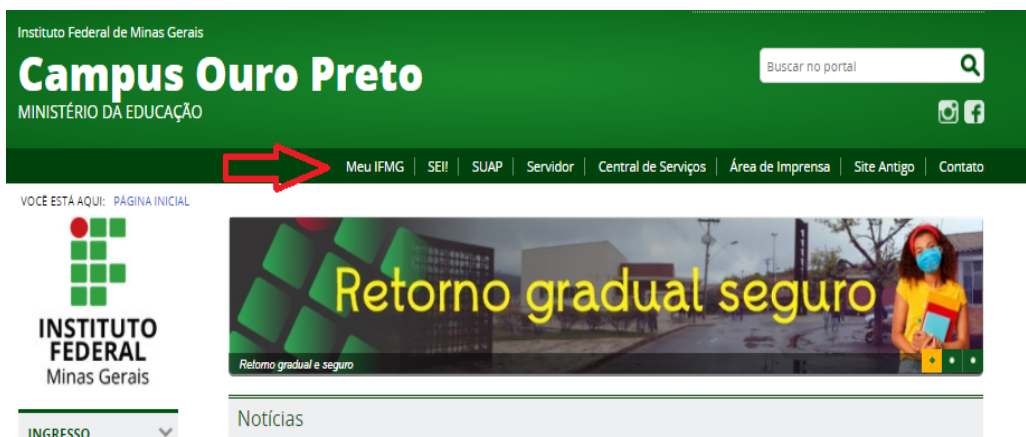 Instituto Federal de Minas Gerais
Campus Ouro Preto
MINISTÉRIO DA EDUCAÇÃO
Buscar no portal
Meu IFMG | SEI! | SUAP | Servidor | Central de Serviços | Área de Imprensa | Site Antigo | Contato
VOCÊ ESTÁ AQUI: PÁGINA INICIAL
INSTITUTO
FEDERAL
Minas Gerais
Retorno gradual seguro
Retorno gradual e seguro
Notícias
INGRESSO